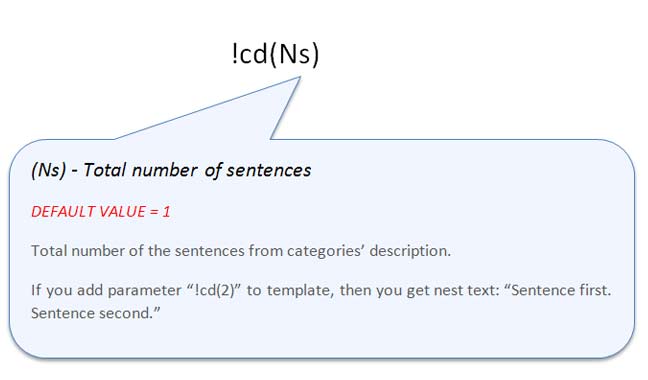 !cd(Ns)
(Ns) - Total number of sentences
DEFAULT VALUE = 1
Total number of the sentences from categories’ description.
If you add parameter “!cd(2)” to template, then you get nest text: “Sentence first.
Sentence second.”